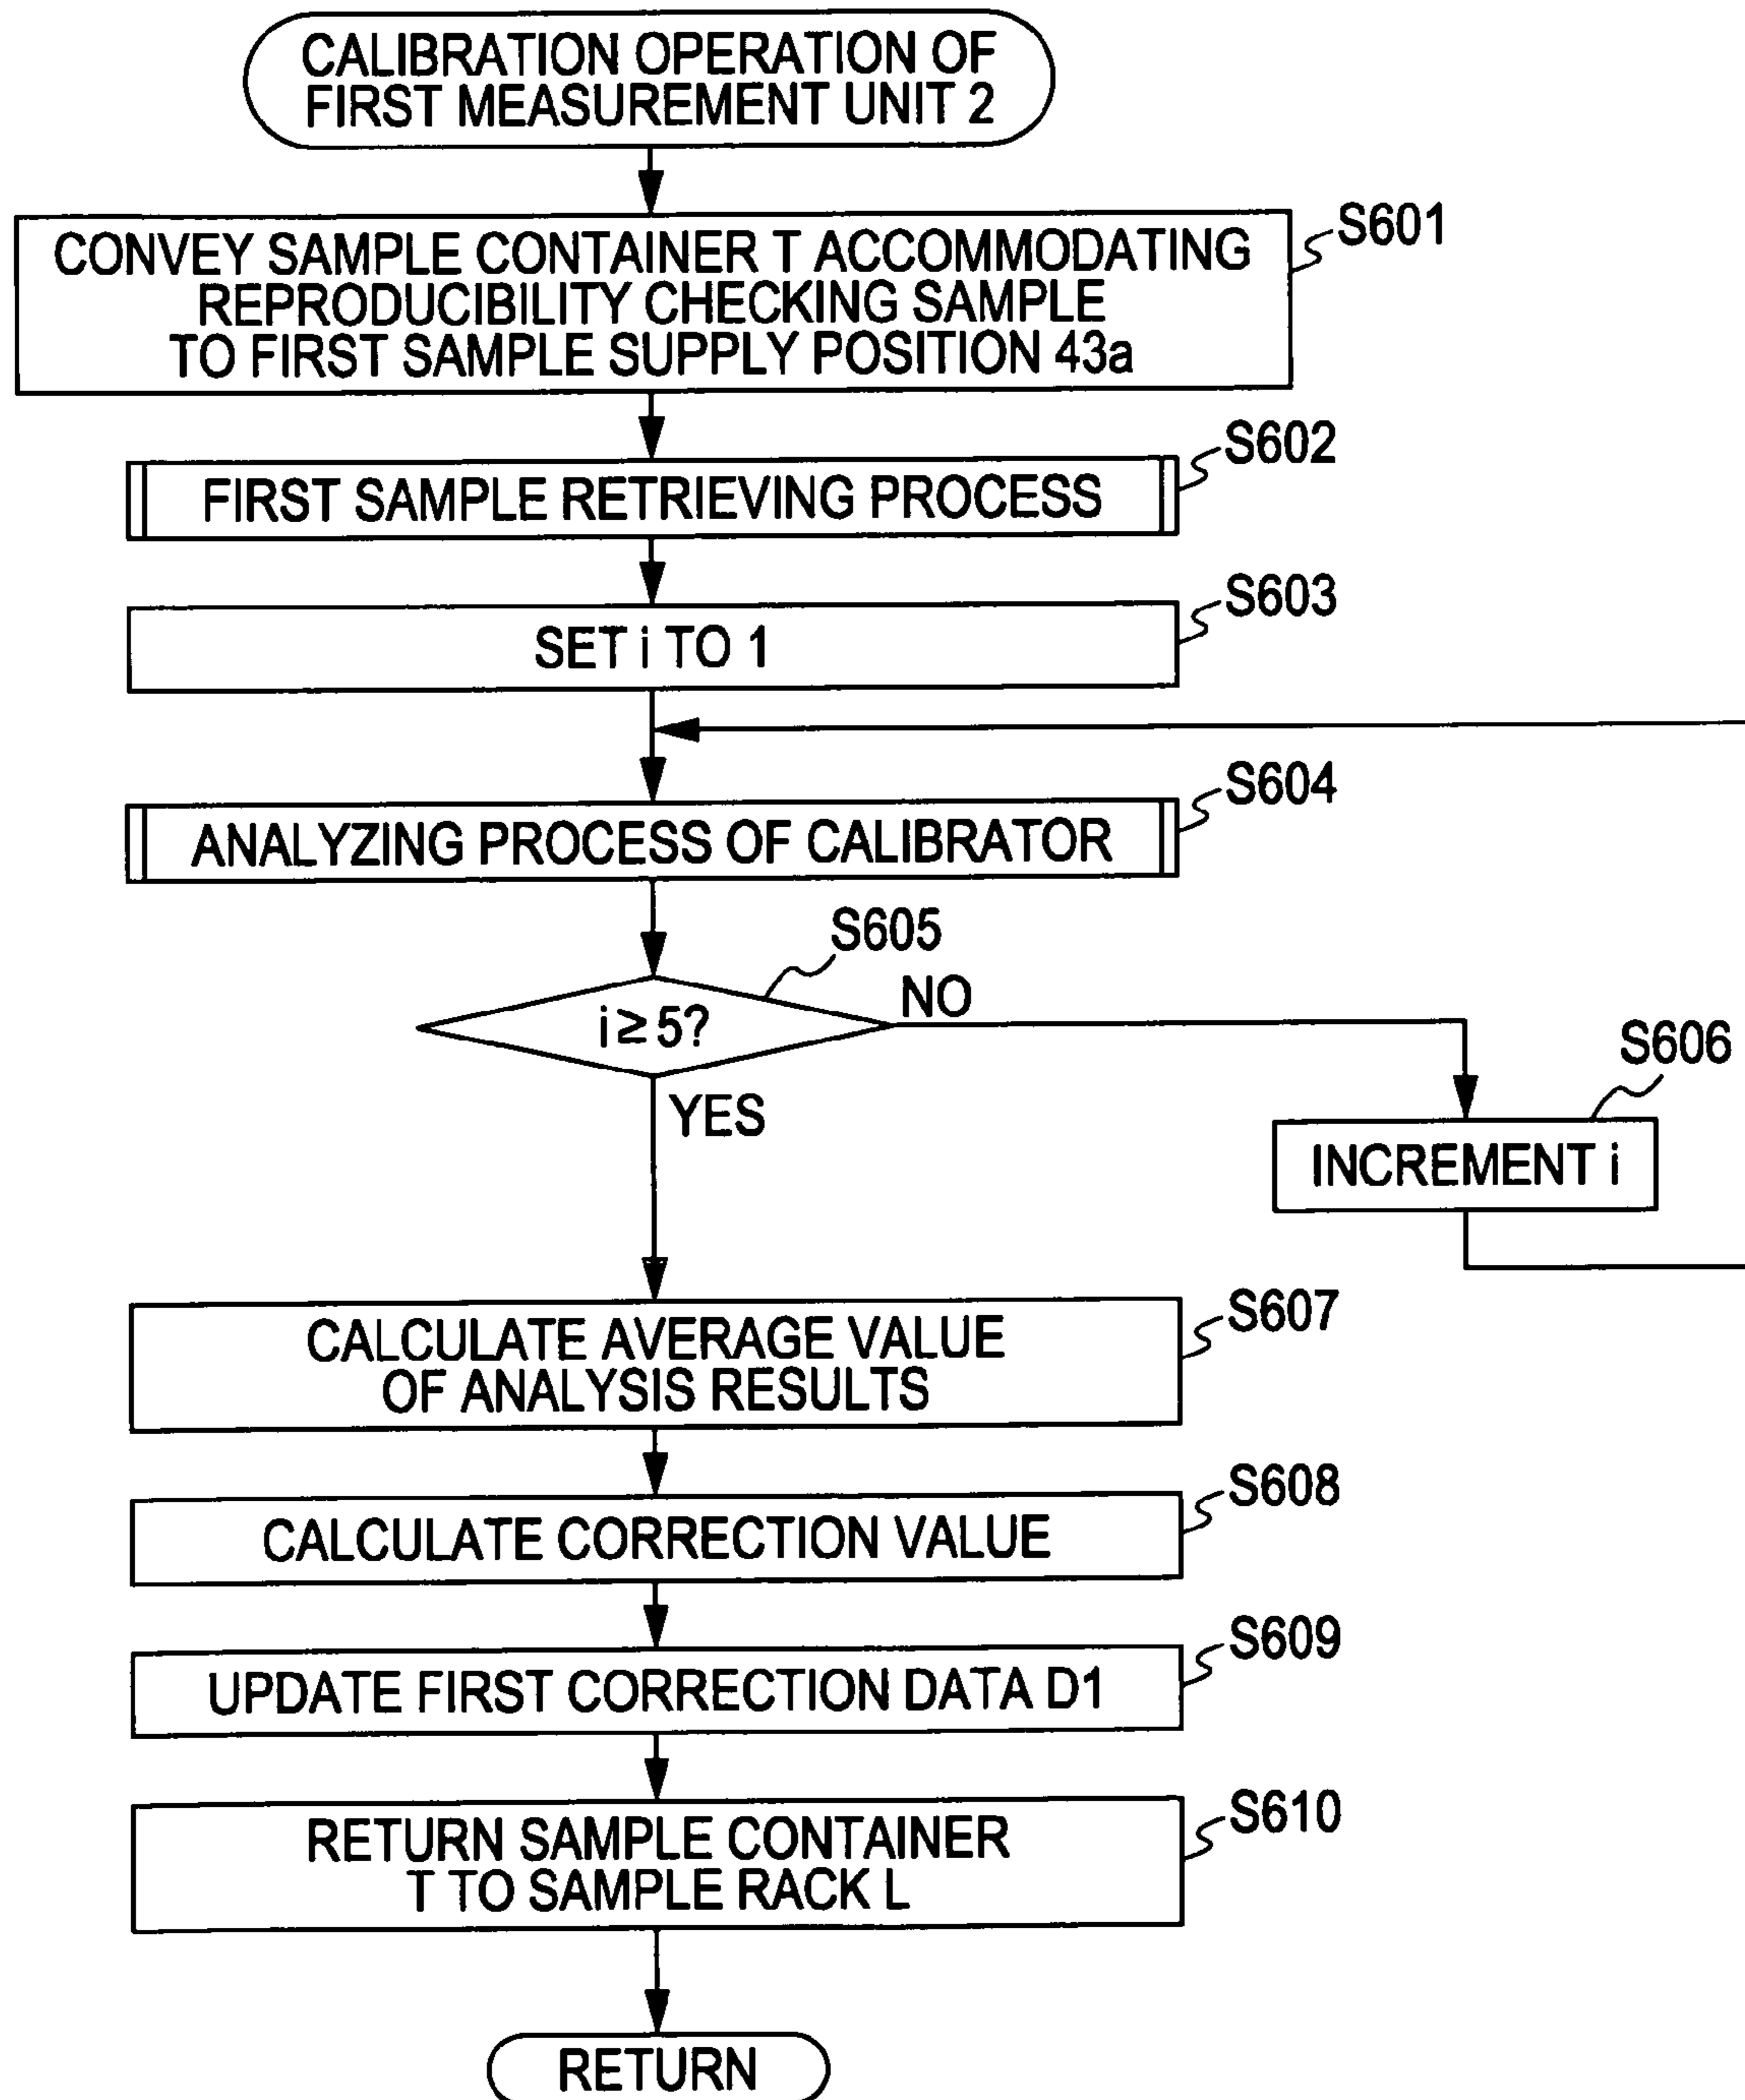 CALIBRATION OPERATION OF
FIRST MEASUREMENT UNIT 2
S601
CONVEY SAMPLE CONTAINER T ACCOMMODATING
REPRODUCIBILITY CHECKING SAMPLE
TO FIRST SAMPLE SUPPLY POSITION 43a
S602
FIRST SAMPLE RETRIEVING PROCESS
S603
SET i TO 1
S604
ANALYZING PROCESS OF CALIBRATOR
S605
i ≥ 5?
NO
S606
YES
INCREMENT i
S607
CALCULATE AVERAGE VALUE
OF ANALYSIS RESULTS
S608
CALCULATE CORRECTION VALUE
S609
UPDATE FIRST CORRECTION DATA D1
S610
RETURN SAMPLE CONTAINER
T TO SAMPLE RACK L
RETURN